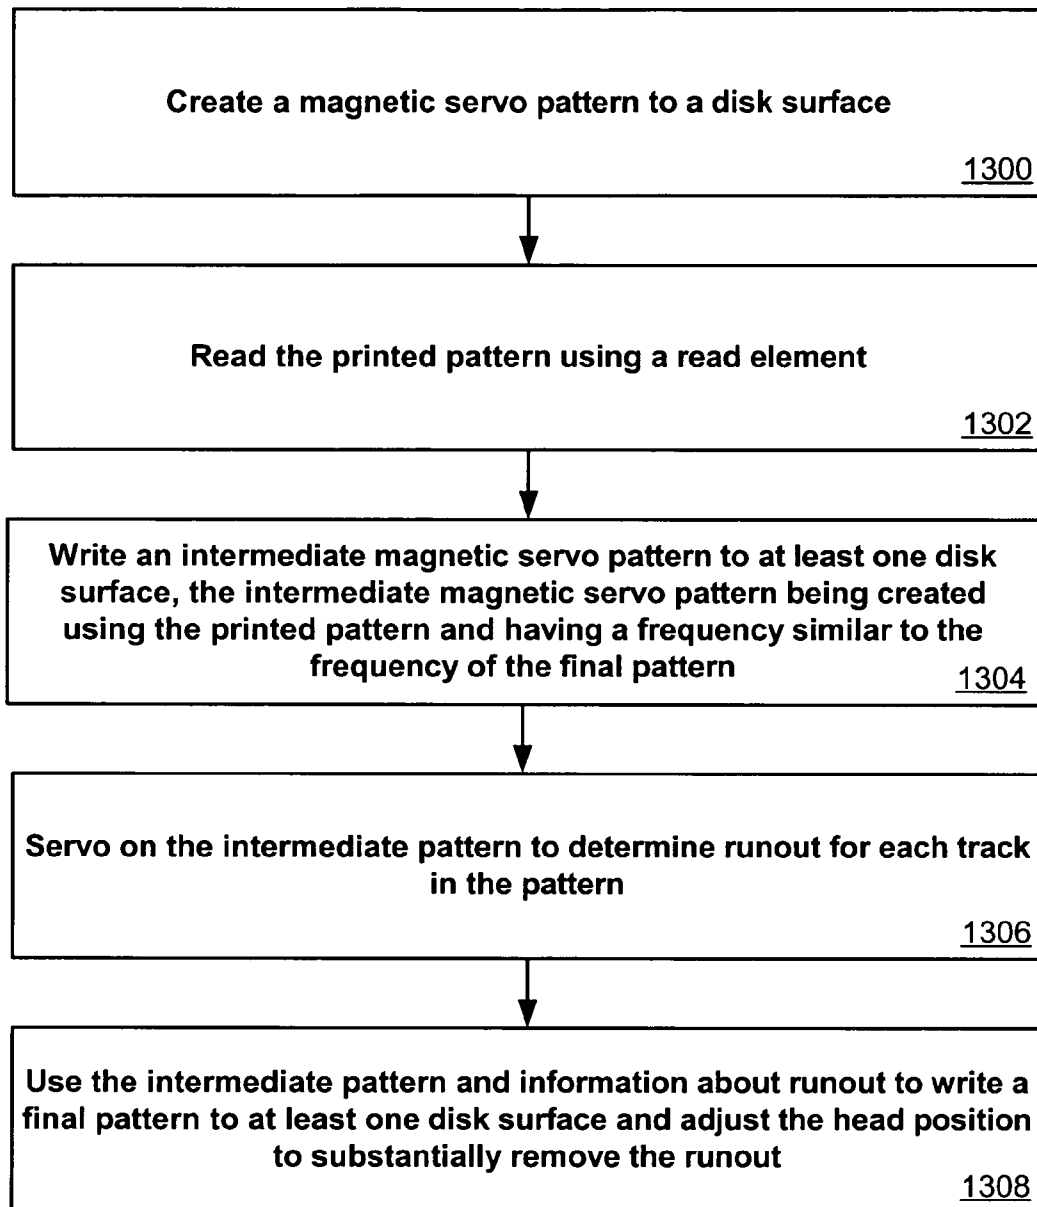 Create a magnetic servo pattern to a disk surface
1300
Read the printed pattern using a read element
1302
Write an intermediate magnetic servo pattern to at least one disk
surface, the intermediate magnetic servo pattern being created
using the printed pattern and having a frequency similar to the
frequency of the final pattern
1304
Servo on the intermediate pattern to determine runout for each track
in the pattern
1306
Use the intermediate pattern and information about runout to write a
final pattern to at least one disk surface and adjust the head position
to substantially remove the runout
1308